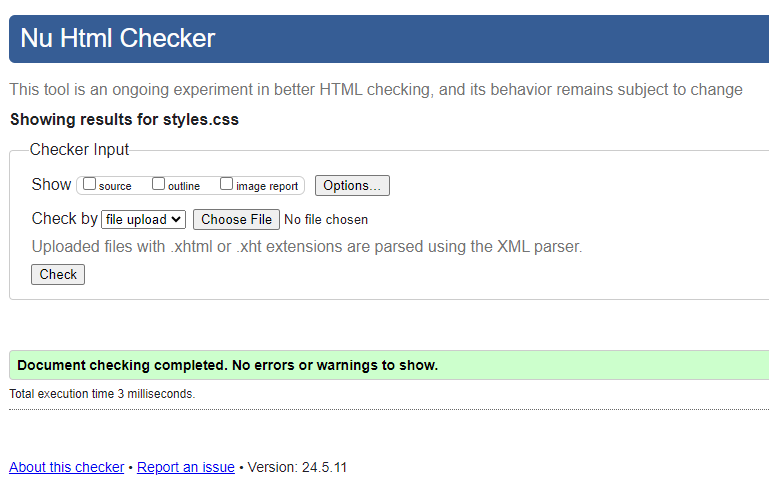 Nu Html Checker
This tool is an ongoing experiment in better HTML checking, and its behavior remains subject to change
Showing results for styles.css
Checker Input
Show source outline image report Options...
Check by file upload Choose File No file chosen
Uploaded files with .xhtml or .xht extensions are parsed using the XML parser.
Check
Document checking completed. No errors or warnings to show.
Total execution time 3 milliseconds.
About this checker • Report an issue • Version: 24.5.11